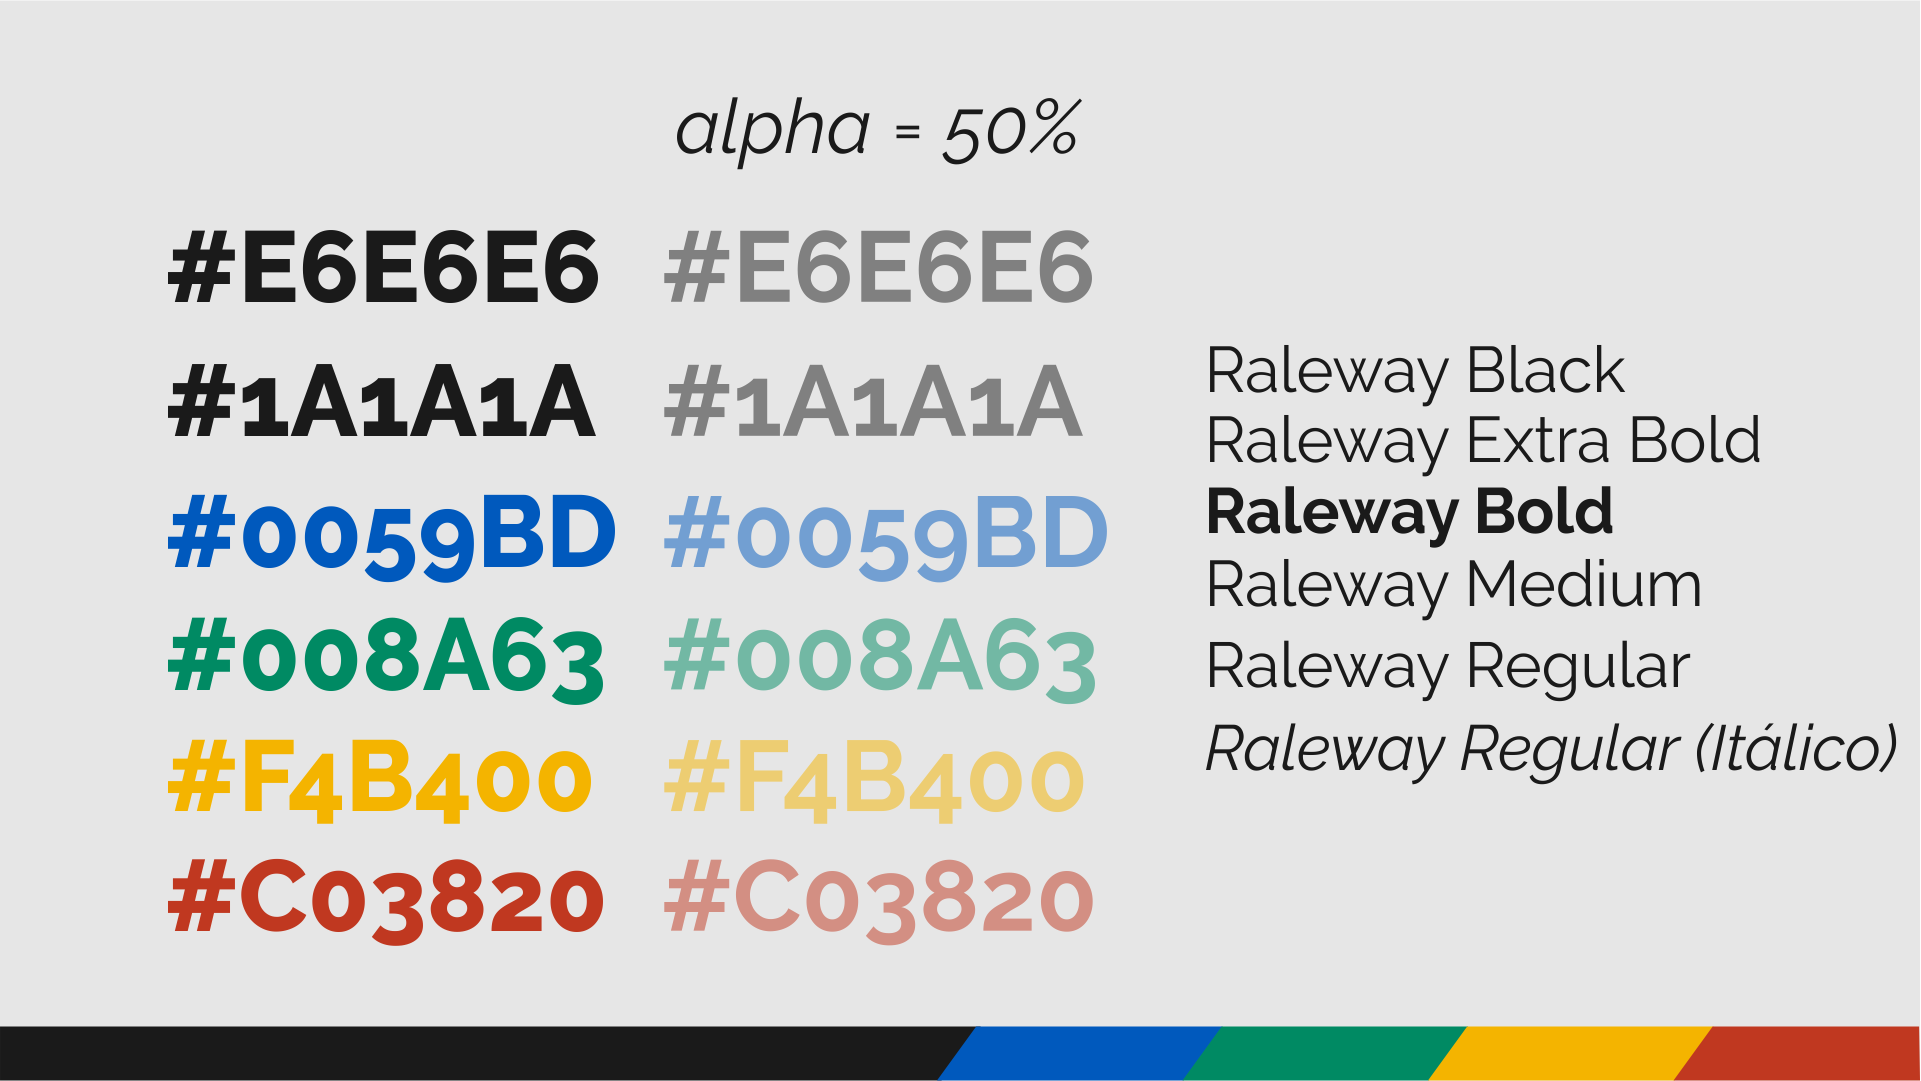 alpha = 50%
#E6E6E6 #E6E6E6
#1A1A1A #1A1A1A
#0059BD #0059BD
#008A63 #008A63
#F4B400 #F4B400
#C03820 #C03820
Raleway Black
Raleway Extra Bold
Raleway Bold
Raleway Medium
Raleway Regular
Raleway Regular (Itálico)